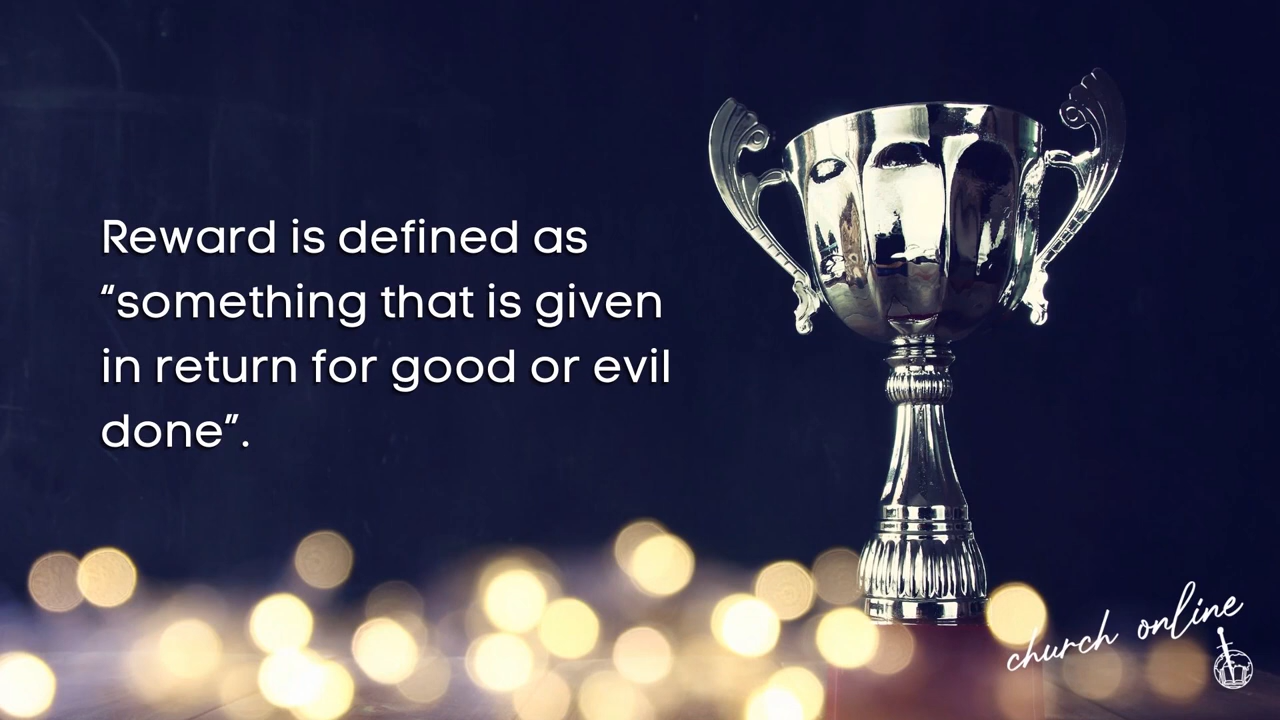 Reward is defined as
“something that is given
in return for good or evil
done”.
church online